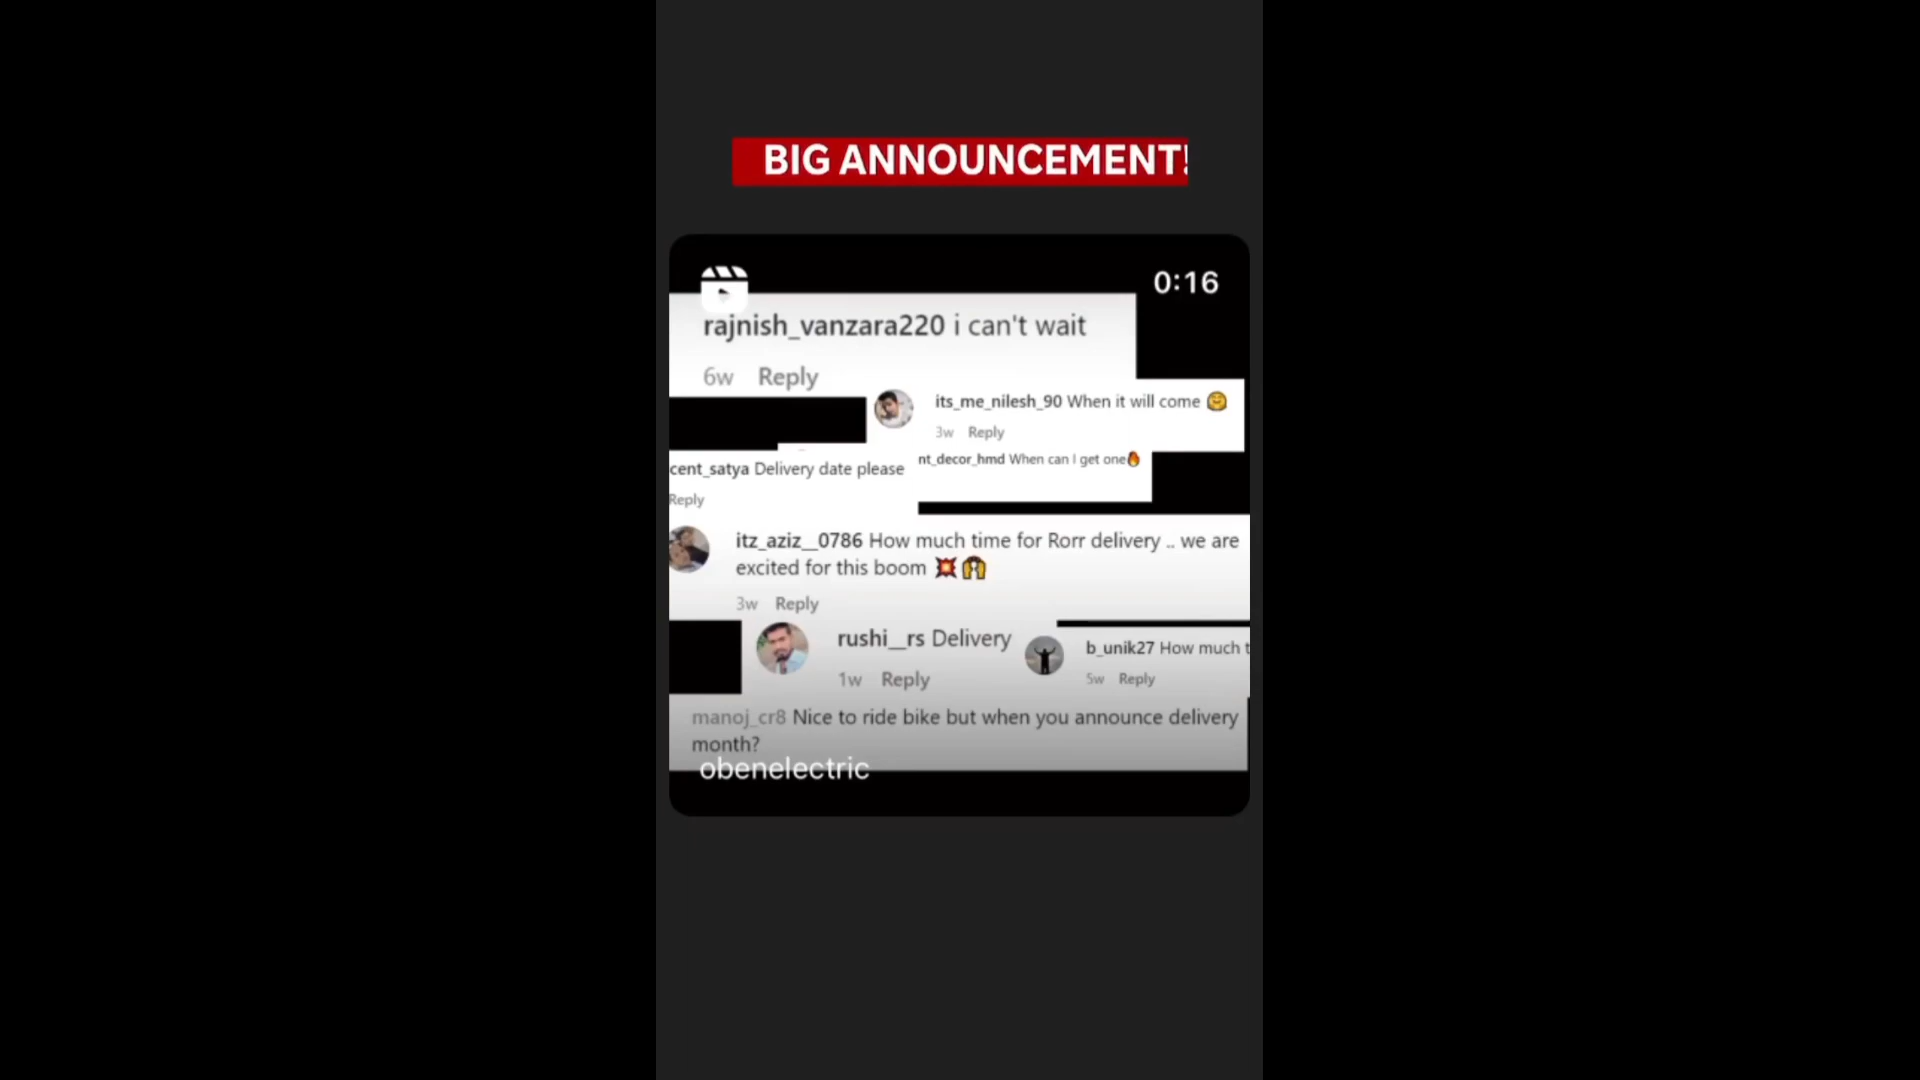 BIG ANNOUNCEMENT!
0:16
rajnish_vanzara220 i can't wait
6w Reply
its_me_nilesh_90 When it will come
3w Reply
cent_satya Delivery date please
Reply
nt_decor_hmd When can I get one
itz_aziz__0786 How much time for Rorr delivery .. we are
excited for this boom
3w Reply
rushi__rs Delivery
1w Reply
b_unik27 How much t
5w Reply
manoj_cr8 Nice to ride bike but when you announce delivery
month?
obenelectric